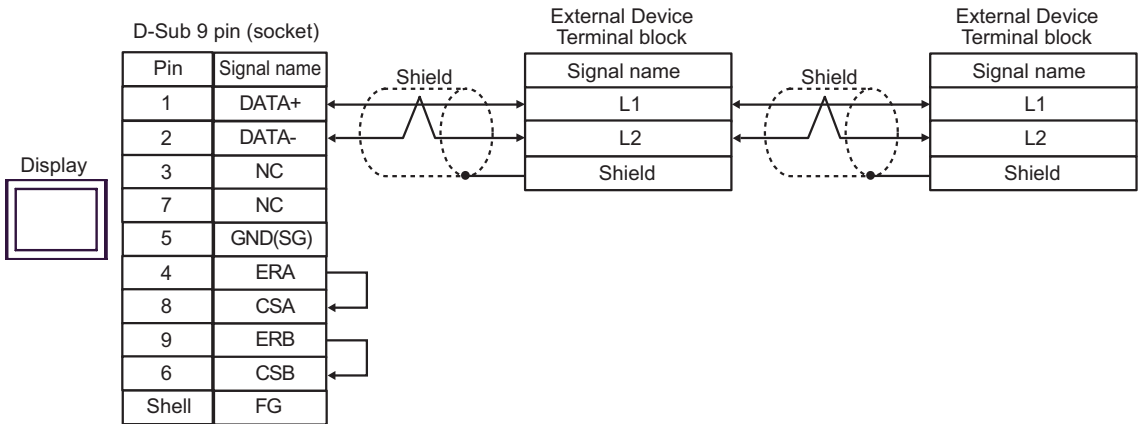 D-Sub 9 pin (socket)
External Device
Terminal block
External Device
Terminal block
Display
Pin Signal name
1 DATA+
2 DATA-
3 NC
7 NC
5 GND(SG)
4 ERA
8 CSA
9 ERB
6 CSB
Shell FG
Shield
Signal name
L1
L2
Shield
Shield
Signal name
L1
L2
Shield